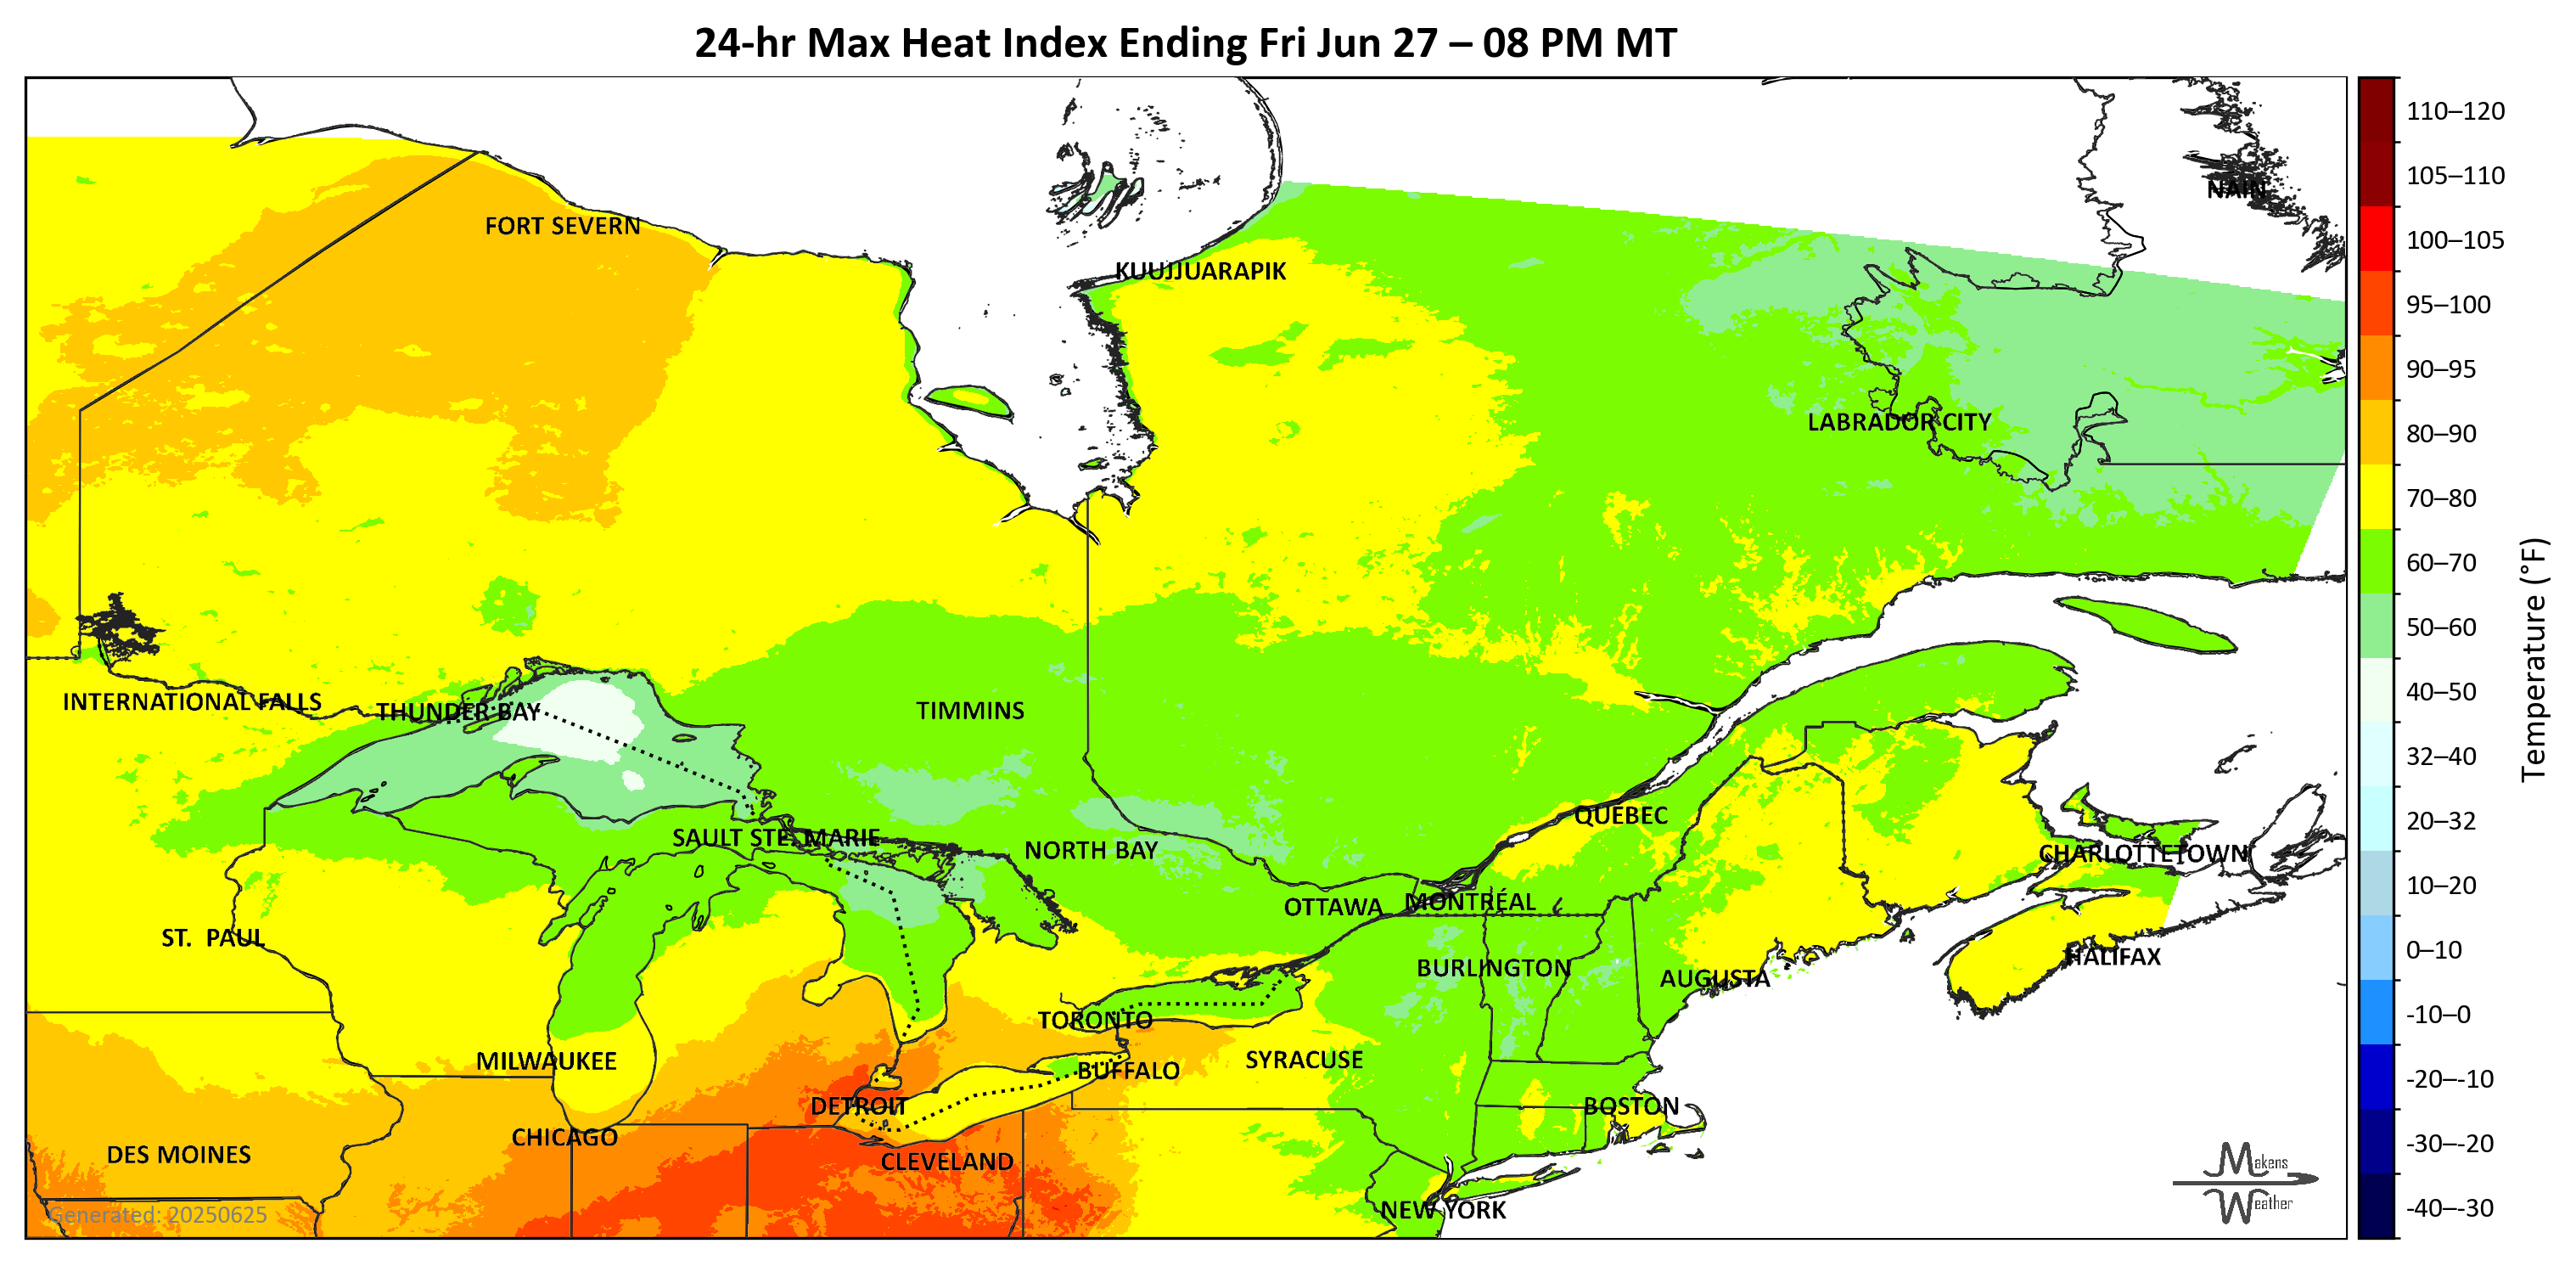 24-hr Max Heat Index Ending Fri Jun 27 – 08 PM MT
110–120
105–110
NAIN
FORT SEVERN
100–105
KUUJJUARAPIK
95–100
90–95
LABRADOR CITY
80–90
70–80
60–70
50–60
Temperature (°F)
INTERNATIONAL FALLS
THUNDER BAY
TIMMINS
40–50
32–40
QUEBEC
20–32
SAULT STE. MARIE
NORTH BAY
CHARLOTTETOWN
10–20
OTTAWA
MONTRÉAL
ST. PAUL
0–10
HALIFAX
BURLINGTON
AUGUSTA
TORONTO
-10–0
MILWAUKEE
SYRACUSE
BUFFALO
-20–-10
DETROIT
BOSTON
CHICAGO
-30–-20
DES MOINES
CLEVELAND
Makens
Weather
NEW YORK
-40–-30
Generated: 20250625